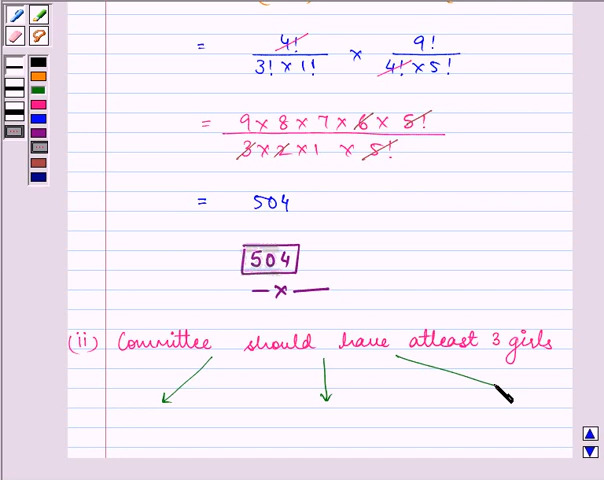 = 4! / 3! × 1! × 9! / 4! × 5!
= 9 × 8 × 7 × 6 × 5! / 3 × 2 × 1 × 5!
= 504
504
— × —
(ii) Committee should have atleast 3 girls